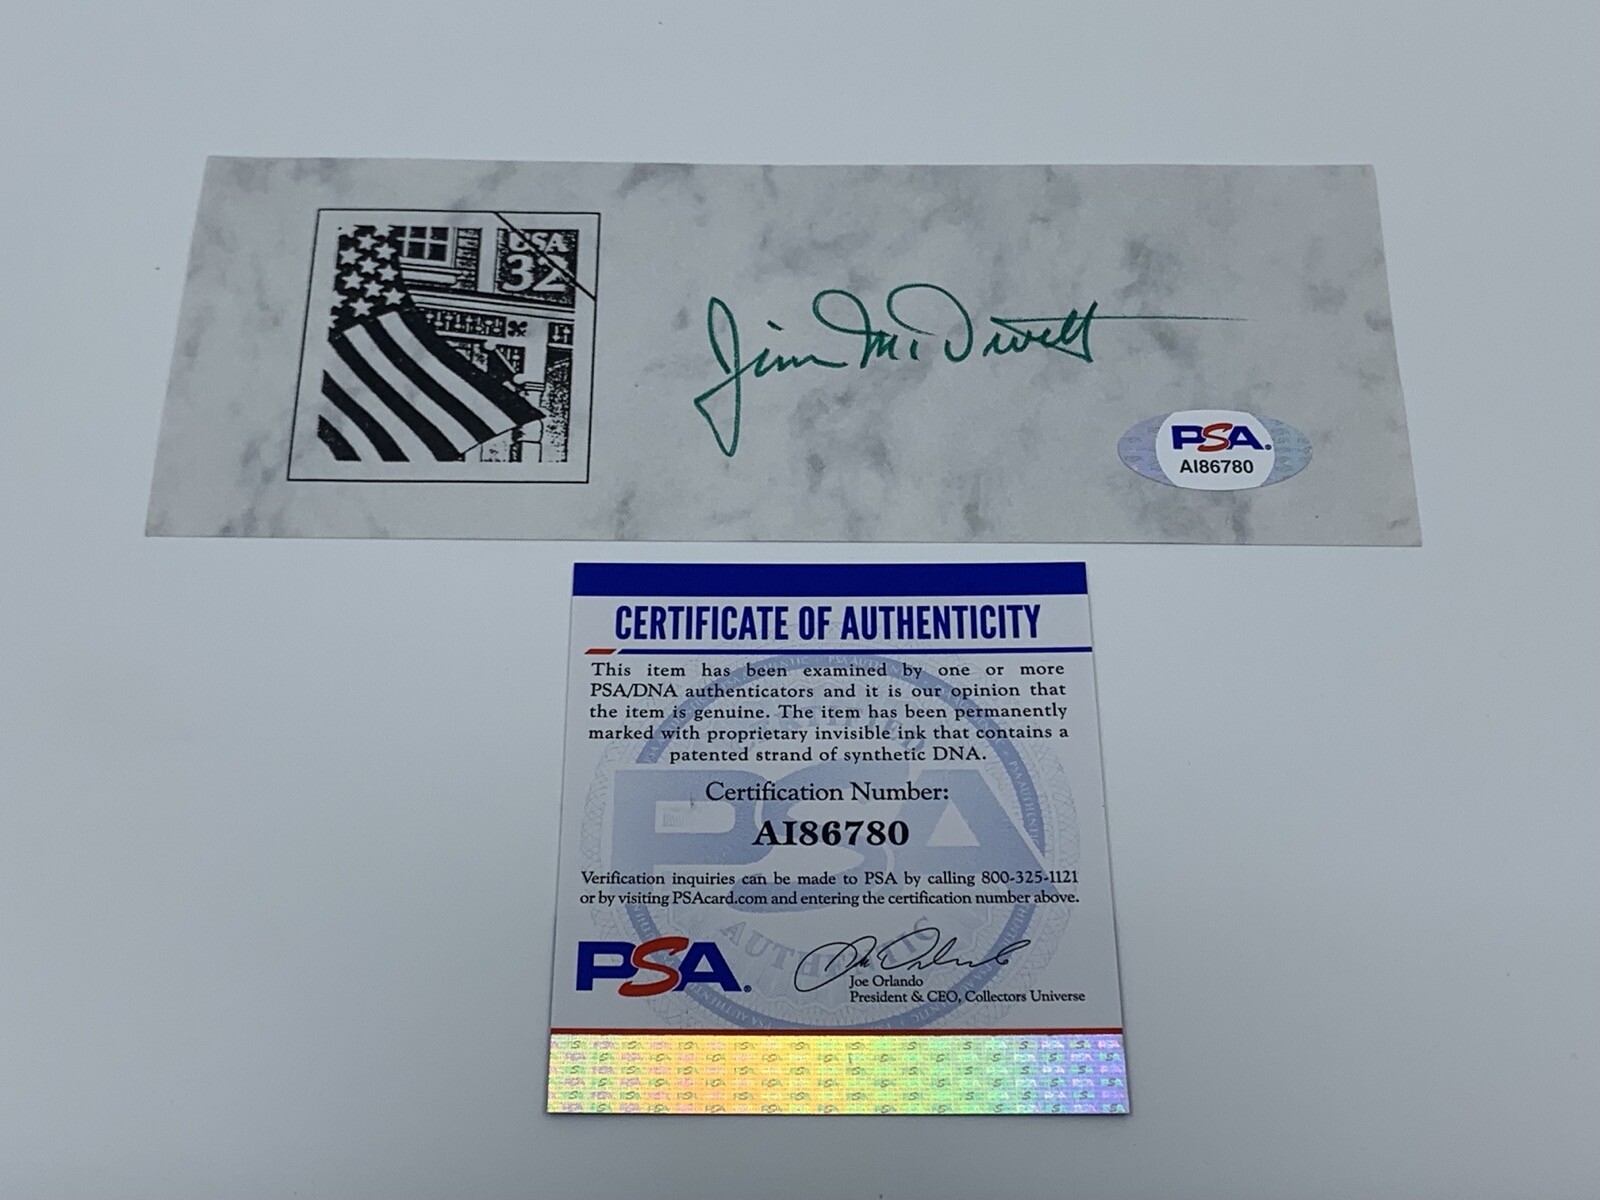 USA
32
Jim McDivitt
PSA.
AI86780
CERTIFICATE OF AUTHENTICITY
This item has been examined by one or more
PSA/DNA authenticators and it is our opinion that
the item is genuine. The item has been permanently
marked with proprietary invisible ink that contains a
patented strand of synthetic DNA.
Certification Number:
AI86780
Verification inquiries can be made to PSA by calling 800-325-1121
or by visiting PSAcard.com and entering the certification number above.
PSA.
Joe Orlando
Joe Orlando
President & CEO, Collectors Universe